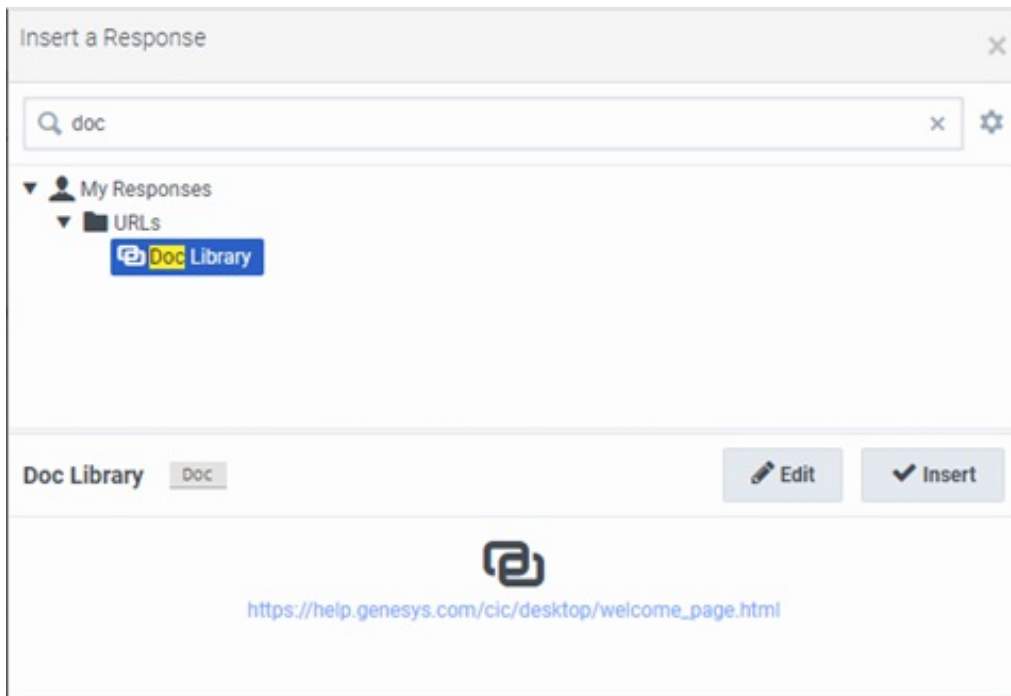 Insert a Response
doc
My Responses
URLs
Doc Library
Doc Library Doc Edit Insert
https://help.genesys.com/cic/desktop/welcome_page.html